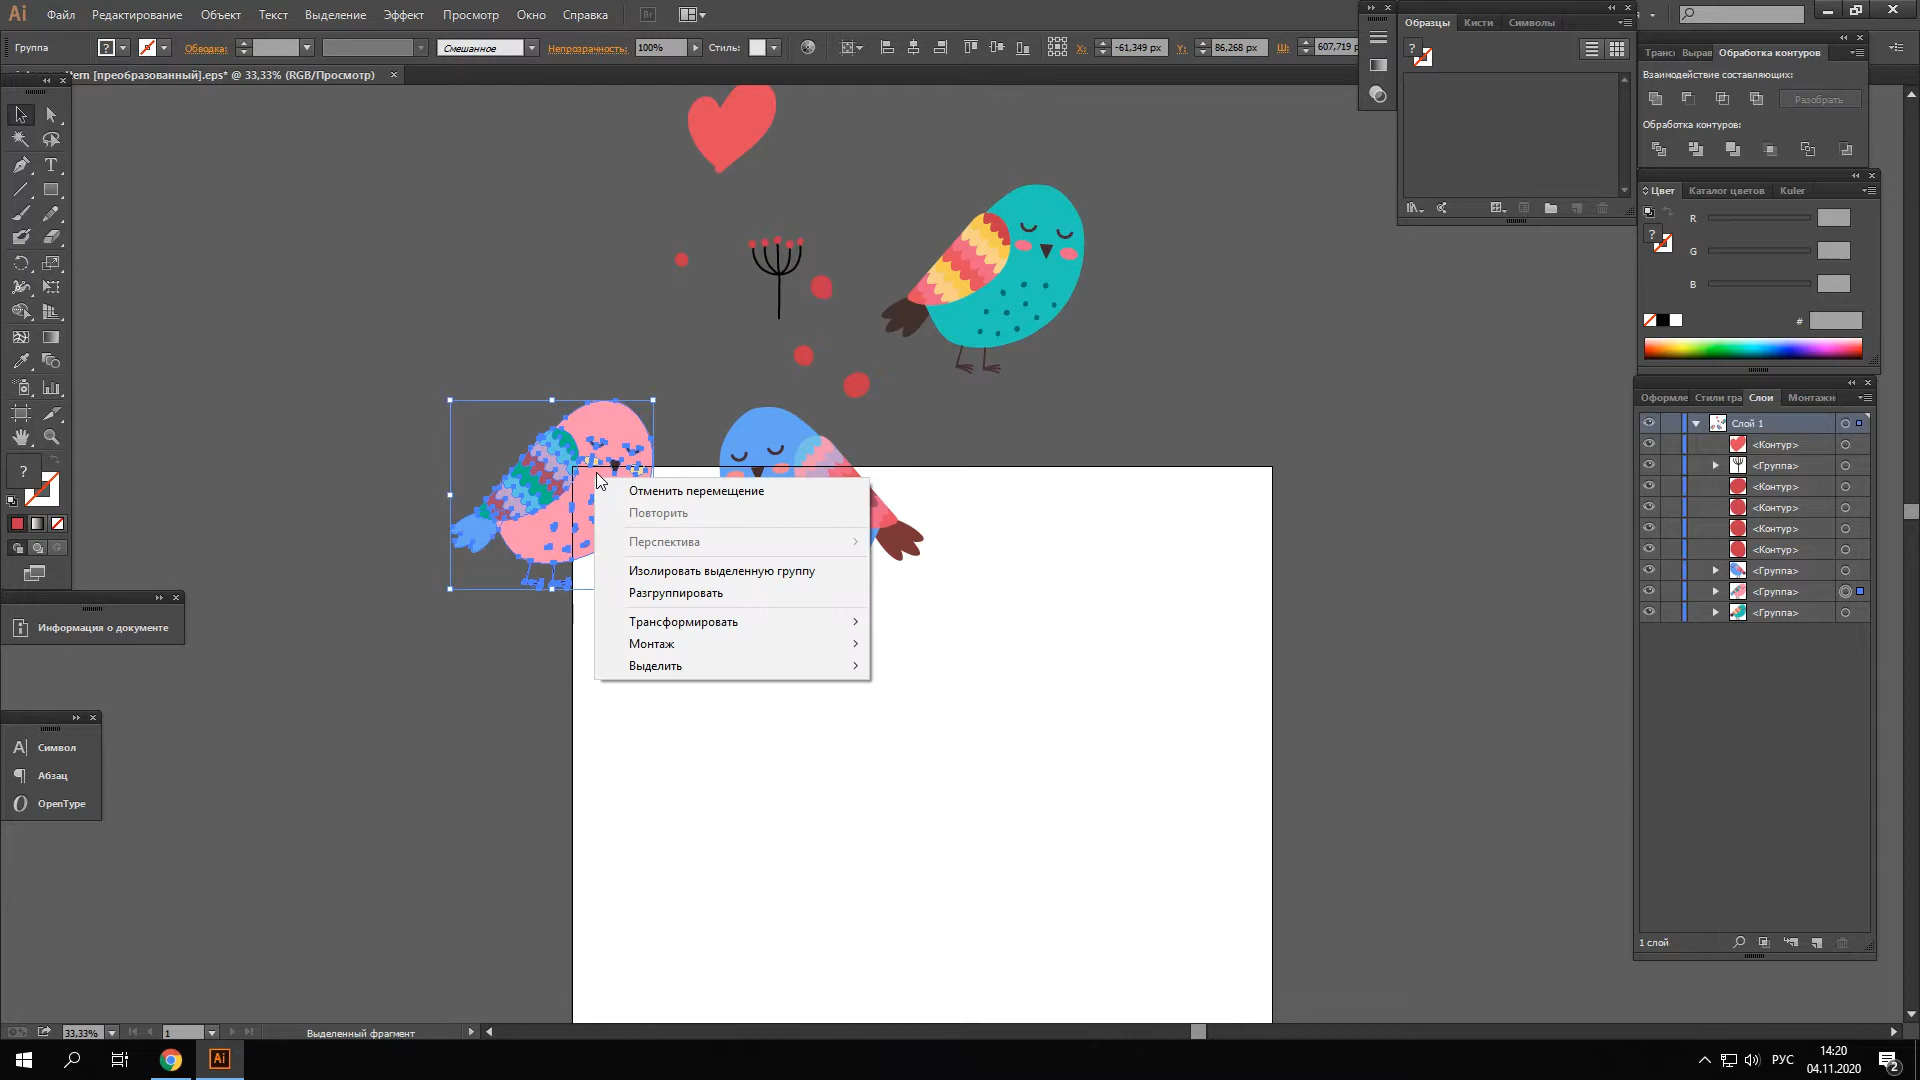 Ai Файл Редактирование Объект Текст Выделение Эффект Просмотр Окно Справка Br
Группа ? Обводка: Смешанное Непрозрачность: 100% Стиль: X: -61,349 px Y: 86,268 px Ш: 607,719 p
[преобразованный].eps* @ 33,33% (RGB/Просмотр)
Образцы Кисти Символы
Выра Обработка контуров
Взаимодействие составляющих:
Разобрать
Обработка контуров:
Цвет Каталог цветов Kuler
R
G
B
#
Отменить перемещение
Повторить
Перспектива
Изолировать выделенную группу
Разгруппировать
Трансформировать
Монтаж
Выделить
Оформле Стили гра Слои Монтажн
Слой 1
<Контур>
<Группа>
<Контур>
<Контур>
<Контур>
<Контур>
<Группа>
<Группа>
<Группа>
1 слой
Информация о документе
A Символ
Абзац
O OpenType
33,33% 1 Выделенный фрагмент
Ai
РУС
14:20
04.11.2020
2